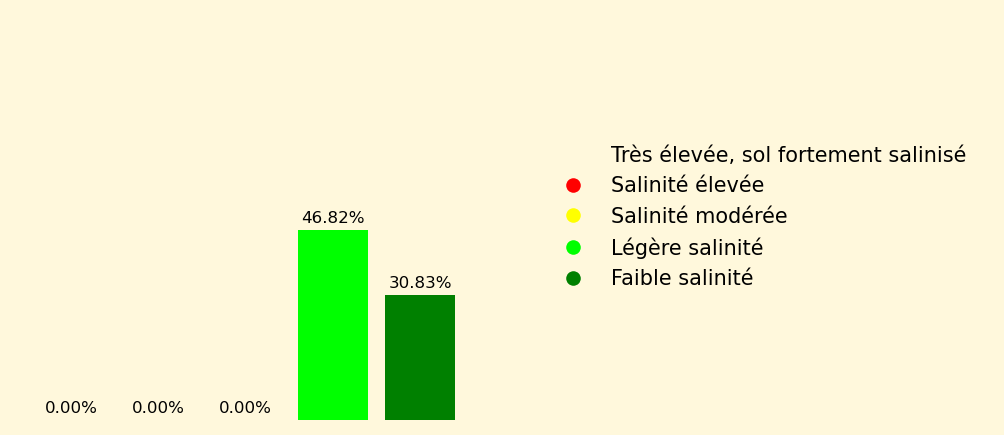 Très élevée, sol fortement salinisé
Salinité élevée
Salinité modérée
Légère salinité
Faible salinité
46.82%
30.83%
0.00%
0.00%
0.00%